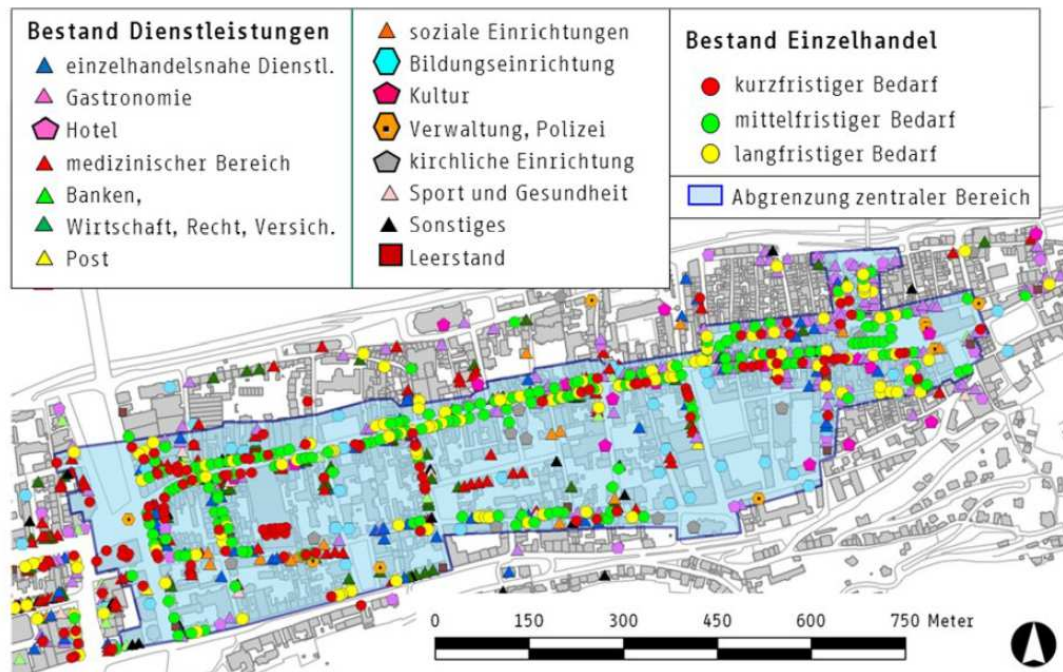 Bestand Dienstleistungen
einzelhandelsnahe Dienstl.
Gastronomie
Hotel
medizinischer Bereich
Banken,
Wirtschaft, Recht, Versich.
Post
soziale Einrichtungen
Bildungseinrichtung
Kultur
Verwaltung, Polizei
kirchliche Einrichtung
Sport und Gesundheit
Sonstiges
Leerstand
Bestand Einzelhandel
kurzfristiger Bedarf
mittelfristiger Bedarf
langfristiger Bedarf
Abgrenzung zentraler Bereich
0 150 300 450 600 750 Meter